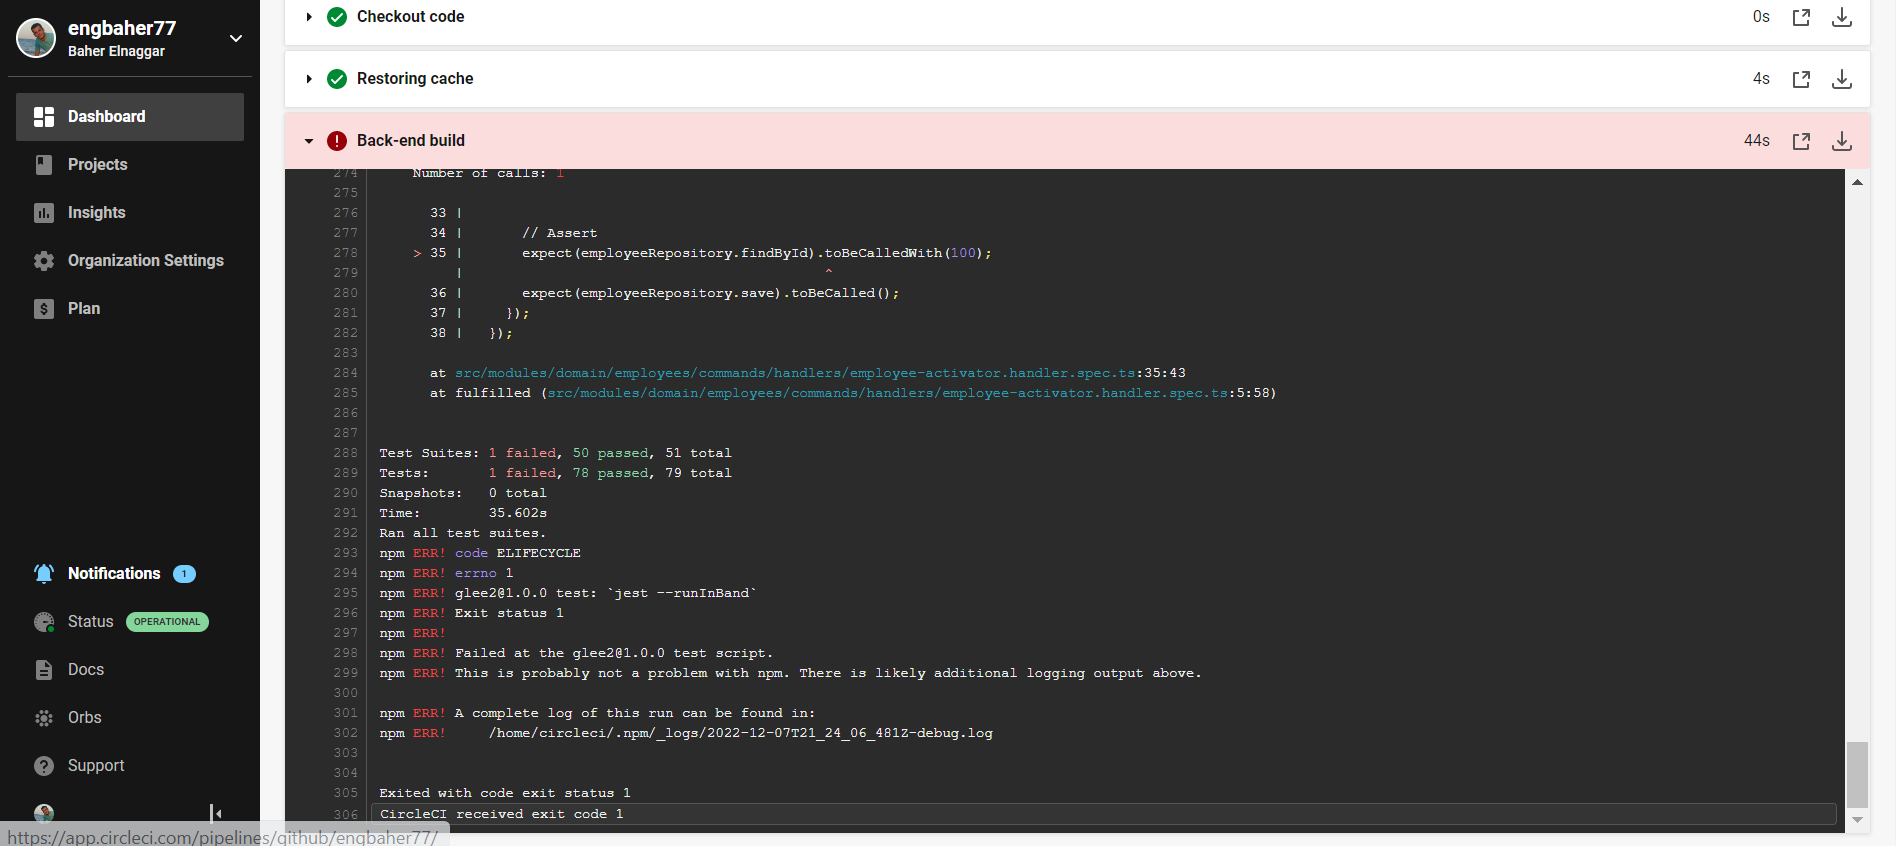 engbaher77
Baher Elnaggar
Dashboard
Projects
Insights
Organization Settings
Plan
Notifications 1
Status OPERATIONAL
Docs
Orbs
Support
https://app.circleci.com/pipelines/github/engbaher77/
Checkout code 0s
Restoring cache 4s
Back-end build 44s
274 Number of calls: 1
275
276 33 |
277 34 | // Assert
278 > 35 | expect(employeeRepository.findById).toBeCalledWith(100);
279 | ^
280 36 | expect(employeeRepository.save).toBeCalled();
281 37 | });
282 38 | });
283
284 at src/modules/domain/employees/commands/handlers/employee-activator.handler.spec.ts:35:43
285 at fulfilled (src/modules/domain/employees/commands/handlers/employee-activator.handler.spec.ts:5:58)
286
287
288 Test Suites: 1 failed, 50 passed, 51 total
289 Tests: 1 failed, 78 passed, 79 total
290 Snapshots: 0 total
291 Time: 35.602s
292 Ran all test suites.
293 npm ERR! code ELIFECYCLE
294 npm ERR! errno 1
295 npm ERR! glee2@1.0.0 test: `jest --runInBand`
296 npm ERR! Exit status 1
297 npm ERR!
298 npm ERR! Failed at the glee2@1.0.0 test script.
299 npm ERR! This is probably not a problem with npm. There is likely additional logging output above.
300
301 npm ERR! A complete log of this run can be found in:
302 npm ERR! /home/circleci/.npm/_logs/2022-12-07T21_24_06_481Z-debug.log
303
304
305 Exited with code exit status 1
306 CircleCI received exit code 1